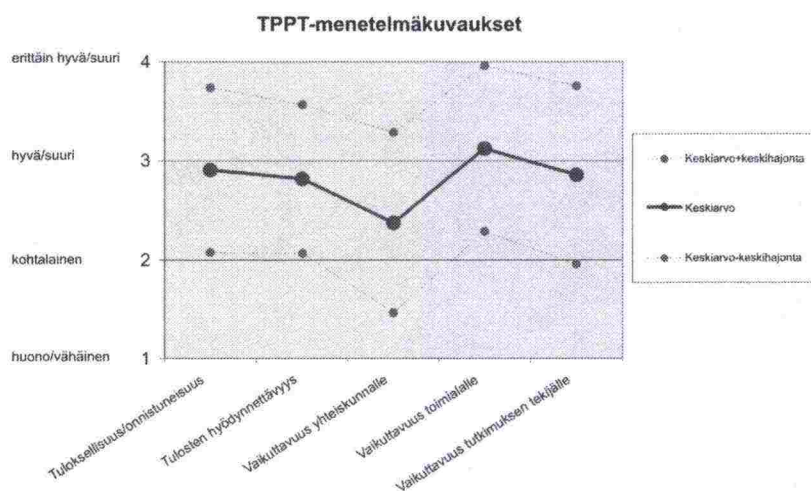 TPPT-menetelmäkuvaukset
erittäin hyvä/suuri
4
hyvä/suuri
3
kohtalainen
2
huono/vähäinen
1
Tuloksellisuus/onnistuneisuus
Tulosten hyödynnettävyys
Vaikuttavuus yhteiskunnalle
Vaikuttavuus toimialalle
Vaikuttavuus tutkimuksen tekijälle
Keskiarvo+keskihajonta
Keskiarvo
Keskiarvo-keskihajonta